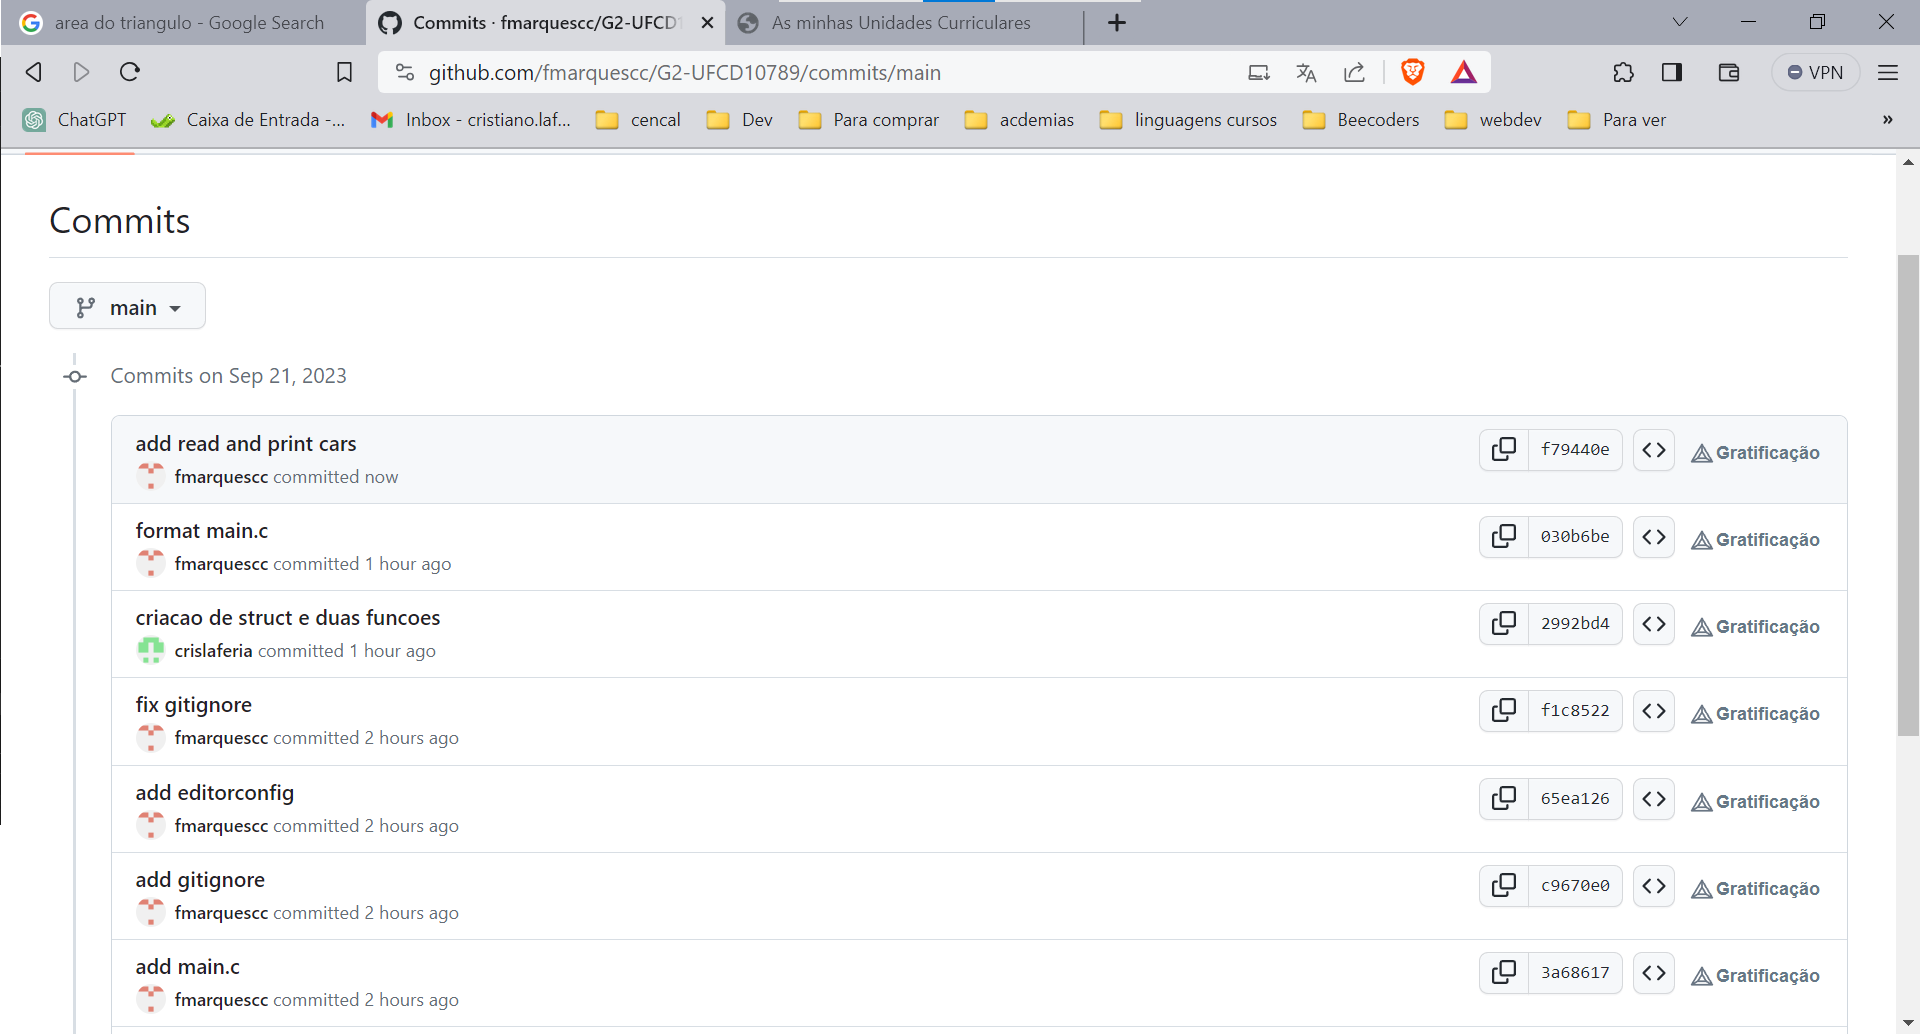 area do triangulo - Google Search
Commits · fmarquescc/G2-UFCD1
As minhas Unidades Curriculares
github.com/fmarquescc/G2-UFCD10789/commits/main
VPN
ChatGPT
Caixa de Entrada -...
Inbox - cristiano.laf...
cencal
Dev
Para comprar
acdemias
linguagens cursos
Beecoders
webdev
Para ver
»
Commits
main
Commits on Sep 21, 2023
add read and print cars
fmarquescc committed now
f79440e
Gratificação
format main.c
fmarquescc committed 1 hour ago
030b6be
Gratificação
criacao de struct e duas funcoes
crislaferia committed 1 hour ago
2992bd4
Gratificação
fix gitignore
fmarquescc committed 2 hours ago
f1c8522
Gratificação
add editorconfig
fmarquescc committed 2 hours ago
65ea126
Gratificação
add gitignore
fmarquescc committed 2 hours ago
c9670e0
Gratificação
add main.c
fmarquescc committed 2 hours ago
3a68617
Gratificação